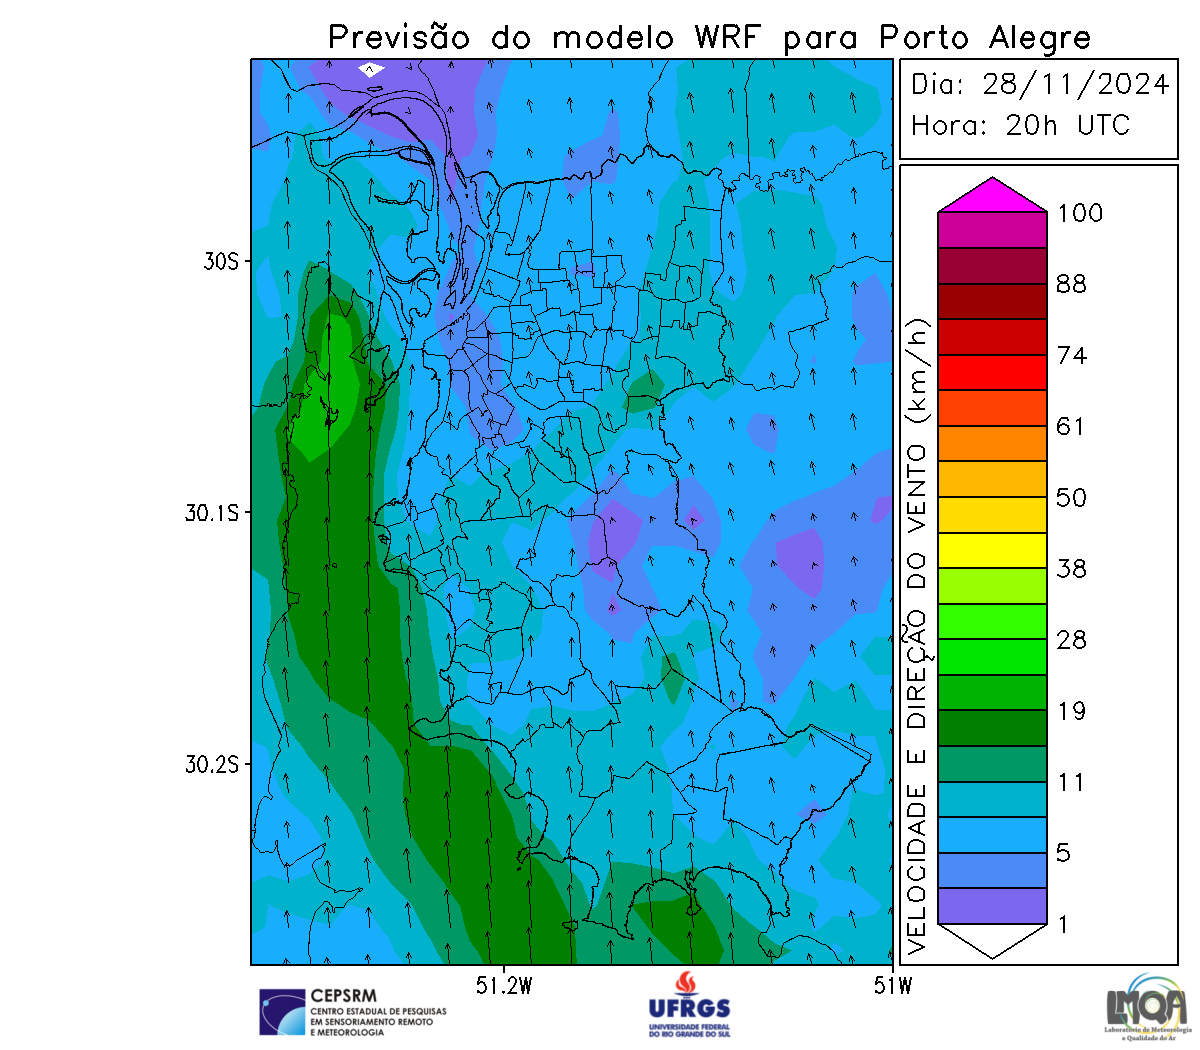 Previsão do modelo WRF para Porto Alegre
Dia: 28/11/2024
Hora: 20h UTC
30S
30.1S
30.2S
51.2W
51W
VELOCIDADE E DIREÇÃO DO VENTO (km/h)
100
88
74
61
50
38
28
19
11
5
1
CEPSRM
CENTRO ESTADUAL DE PESQUISAS
EM SENSORIAMENTO REMOTO
E METEOROLOGIA
UFRGS
UNIVERSIDADE FEDERAL
DO RIO GRANDE DO SUL
LMQA
Laboratório de Meteorologia
e Qualidade do Ar